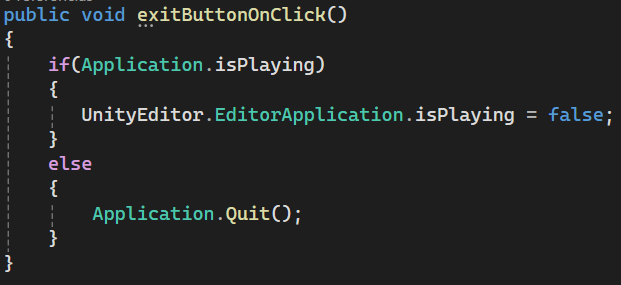 public void exitButtonOnClick()
{
if(Application.isPlaying)
{
UnityEditor.EditorApplication.isPlaying = false;
}
else
{
Application.Quit();
}
}